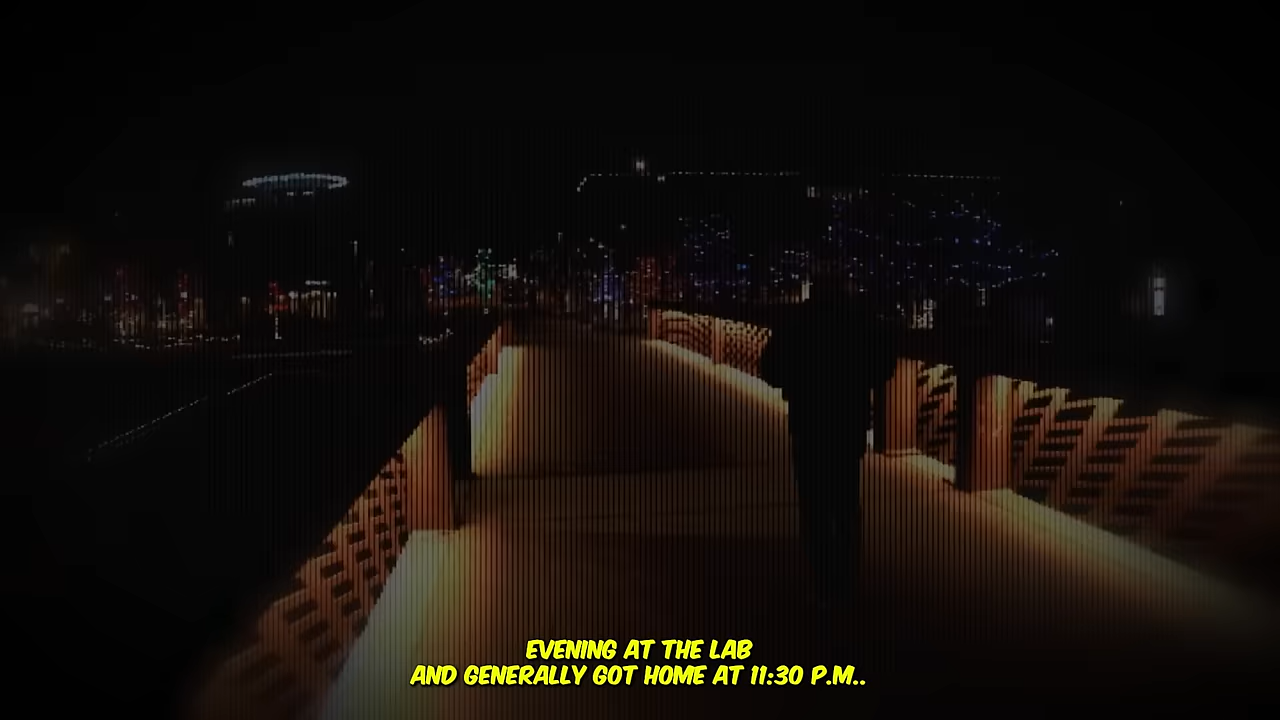 EVENING AT THE LAB
AND GENERALLY GOT HOME AT 11:30 P.M..